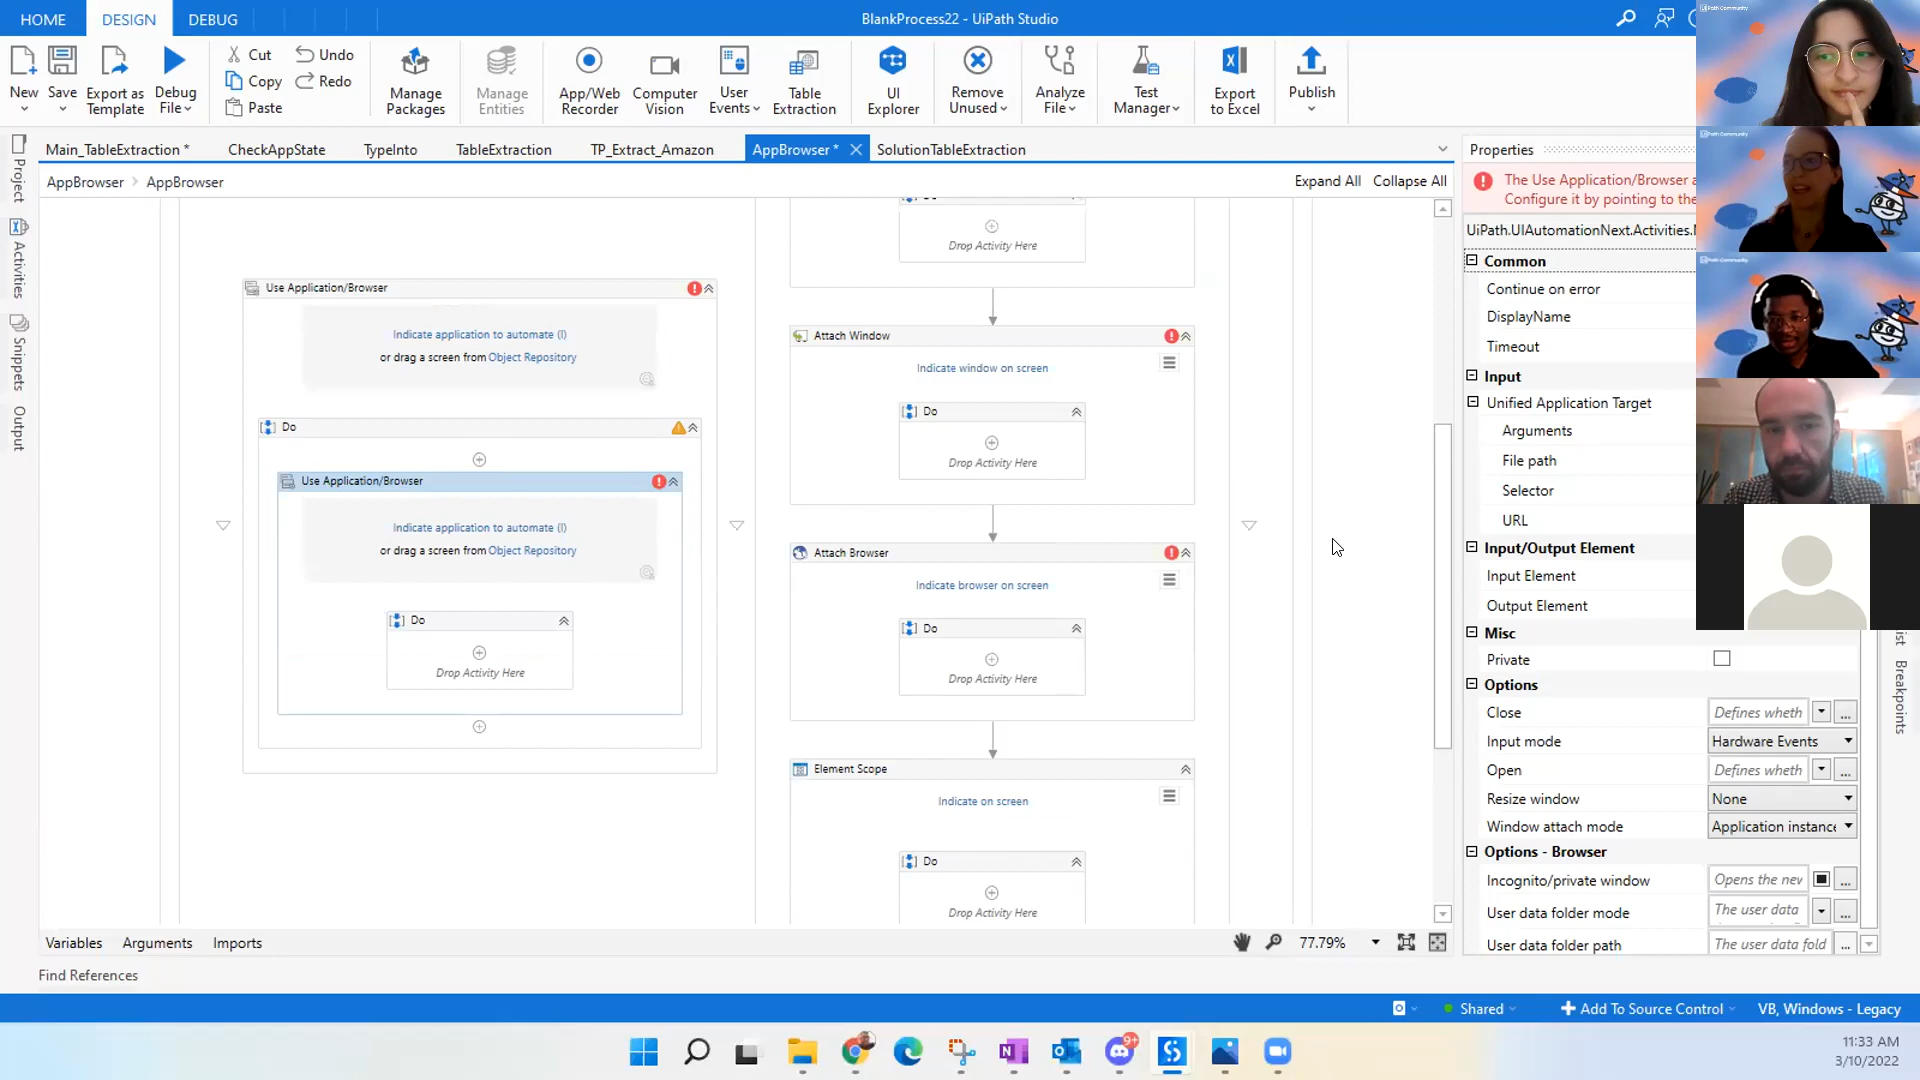 HOME
DESIGN
DEBUG
BlankProcess22 - UiPath Studio
New
Save
Export as Template
Debug File
Cut
Copy
Paste
Undo
Redo
Manage Packages
Manage Entities
App/Web Recorder
Computer Vision
User Events
Table Extraction
UI Explorer
Remove Unused
Analyze File
Test Manager
Export to Excel
Publish
Main_TableExtraction *
CheckAppState
TypeInto
TableExtraction
TP_Extract_Amazon
AppBrowser *
SolutionTableExtraction
AppBrowser
AppBrowser
Expand All
Collapse All
Project
Activities
Snippets
Output
Use Application/Browser
Indicate application to automate (I)
or drag a screen from Object Repository
Do
Use Application/Browser
Indicate application to automate (I)
or drag a screen from Object Repository
Do
Drop Activity Here
Drop Activity Here
Attach Window
Indicate window on screen
Do
Drop Activity Here
Attach Browser
Indicate browser on screen
Do
Drop Activity Here
Element Scope
Indicate on screen
Do
Drop Activity Here
Properties
The Use Application/Browser
Configure it by pointing to the
UiPath.UIAutomationNext.Activities.
Common
Continue on error
DisplayName
Timeout
Input
Unified Application Target
Arguments
File path
Selector
URL
Input/Output Element
Input Element
Output Element
Misc
Private
Options
Close
Defines wheth
...
Input mode
Hardware Events
Open
Defines wheth
...
Resize window
None
Window attach mode
Application instance
Options - Browser
Incognito/private window
Opens the new
...
User data folder mode
The user data
...
User data folder path
The user data fold
...
Breakpoints
Variables
Arguments
Imports
77.79%
Find References
Shared
Add To Source Control
VB, Windows - Legacy
9+
11:33 AM
3/10/2022